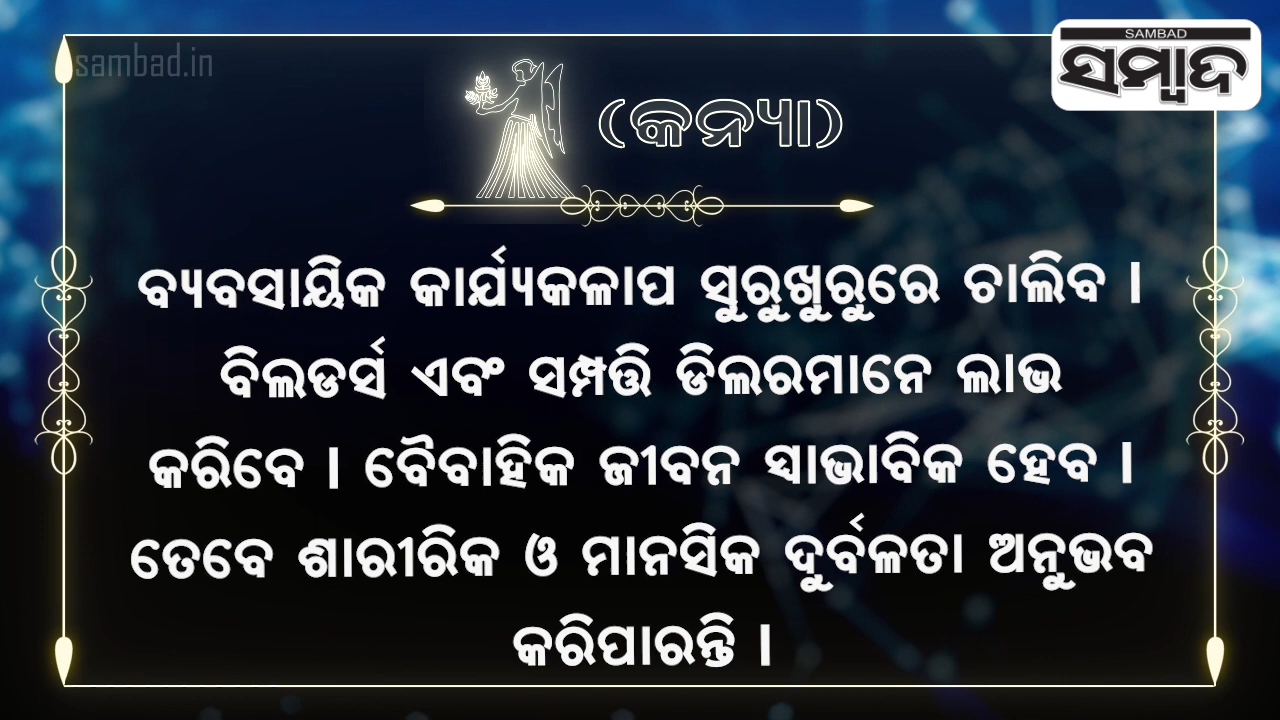 sambad.in
SAMBAD
ସମ୍ବାଦ
(କନ୍ୟା)
ବ୍ୟବସାୟିକ କାର୍ଯ୍ୟକଳାପ ସୁରୁଖୁରୁରେ ଚାଲିବ ।
ବିଲଡର୍ସ ଏବଂ ସମ୍ପତ୍ତି ଡିଲରମାନେ ଲାଭ
କରିବେ । ବୈବାହିକ ଜୀବନ ସ୍ୱାଭାବିକ ହେବ ।
ତେବେ ଶାରୀରିକ ଓ ମାନସିକ ଦୁର୍ବଳତା ଅନୁଭବ
କରିପାରନ୍ତି ।